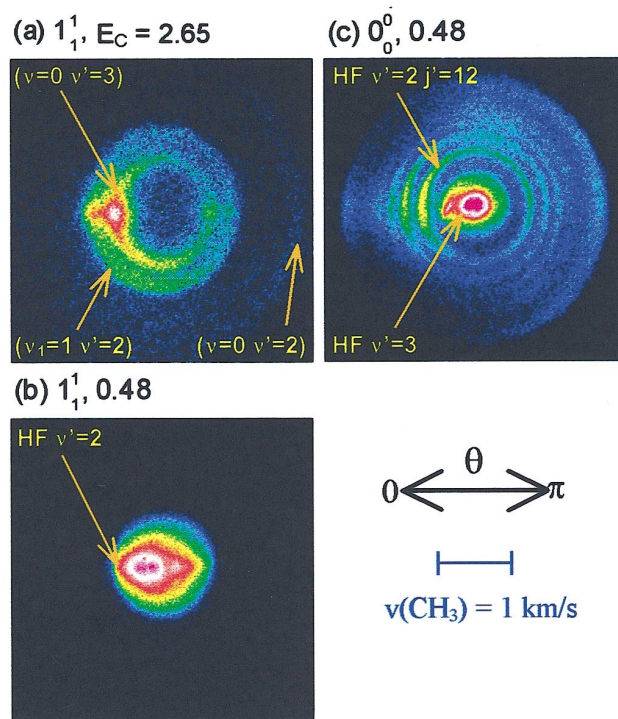 (a) 1₁¹, E_C = 2.65
(ν=0 ν'=3)
(ν₁=1 ν'=2)
(ν=0 ν'=2)
(c) 0₀⁰, 0.48
HF ν'=2 j'=12
HF ν'=3
(b) 1₁¹, 0.48
HF ν'=2
θ
0
π
v(CH₃) = 1 km/s